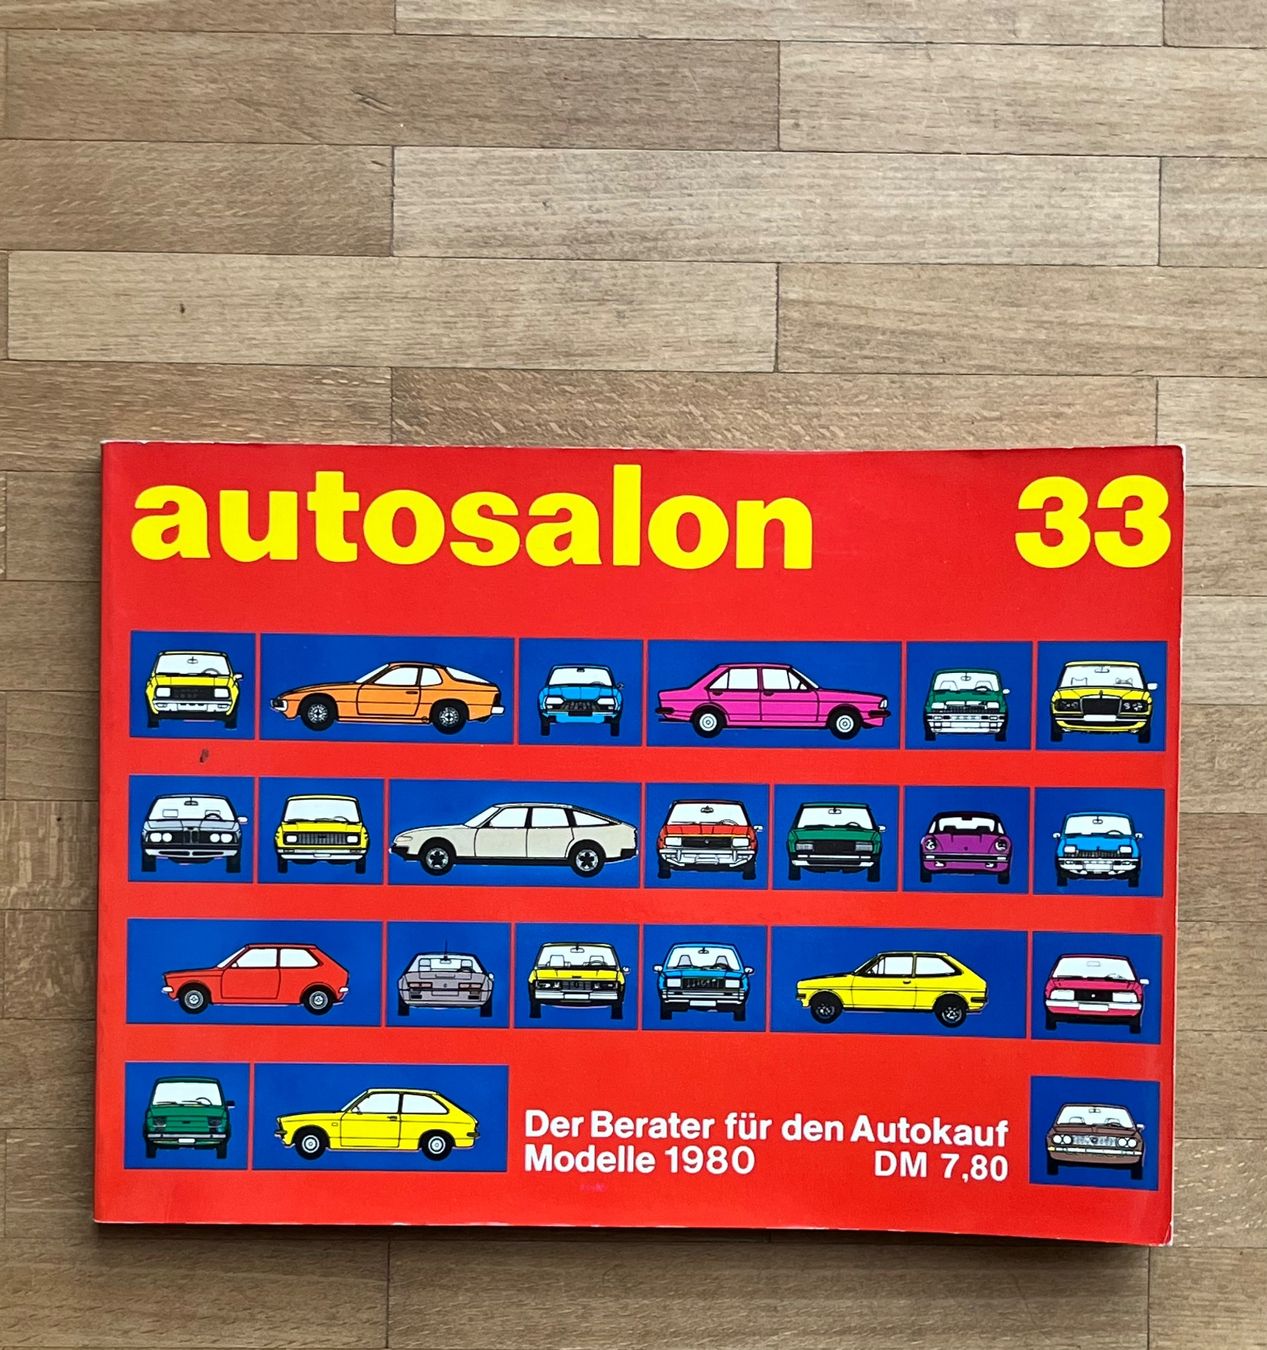 autosalon 33
Der Berater für den Autokauf
Modelle 1980 DM 7,80